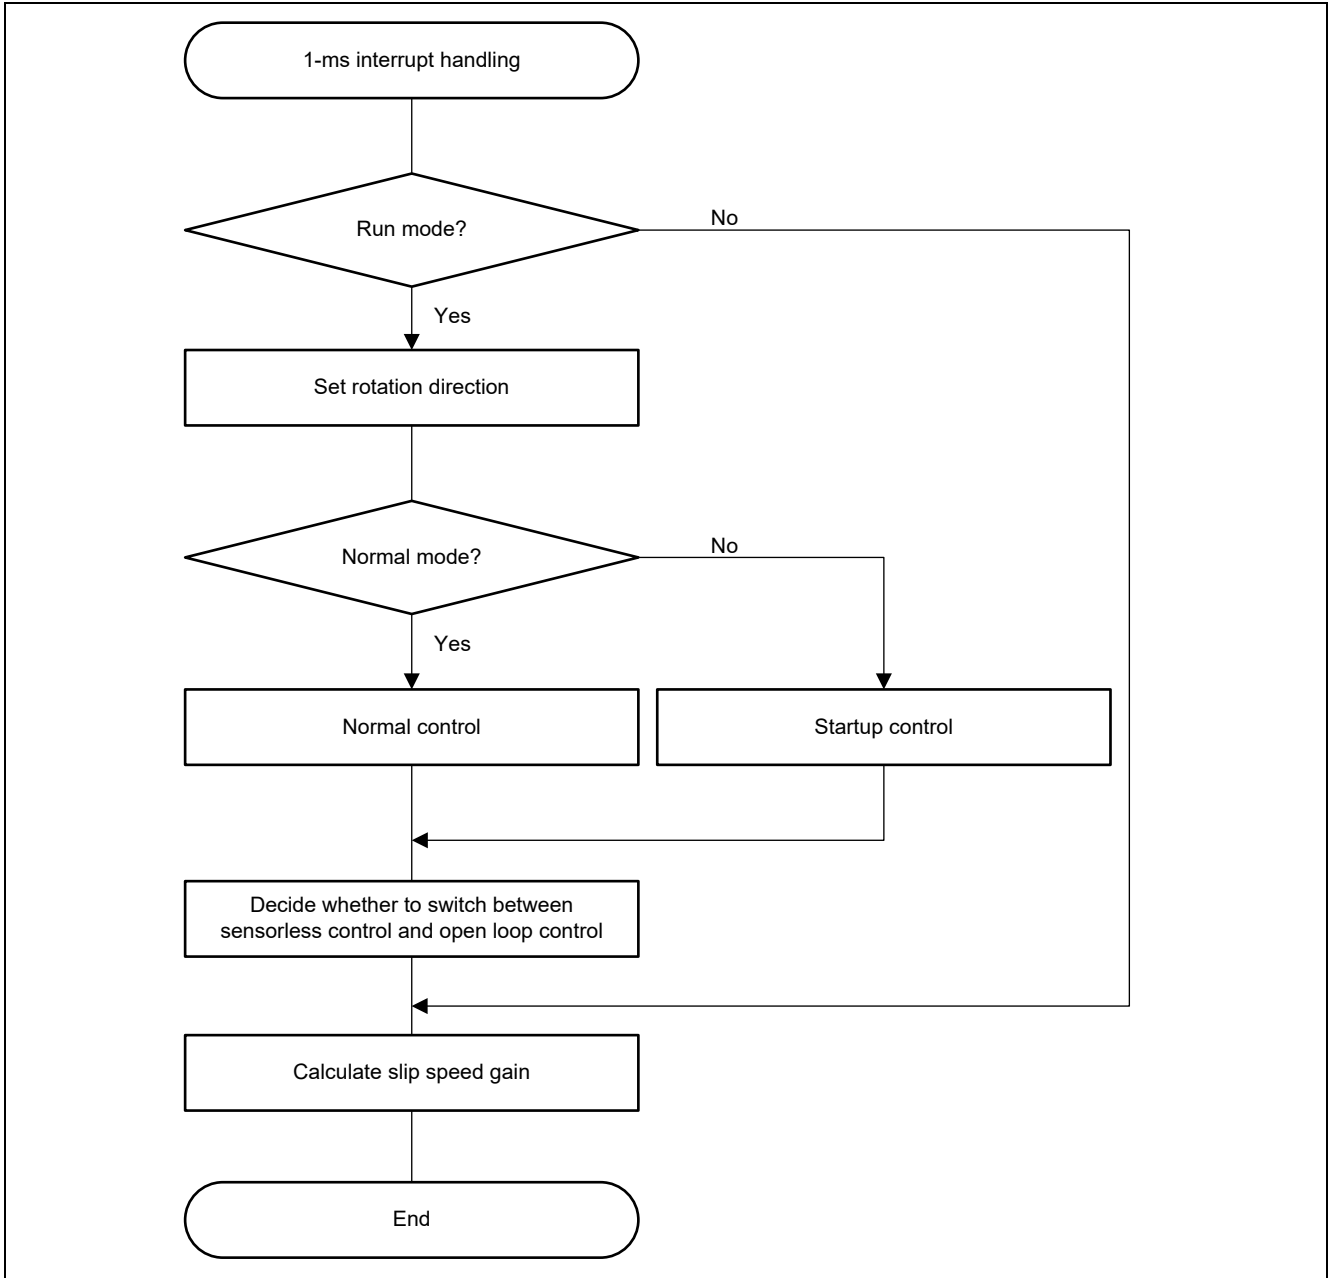 1-ms interrupt handling
Run mode?
No
Yes
Set rotation direction
Normal mode?
No
Yes
Normal control
Startup control
Decide whether to switch between
sensorless control and open loop control
Calculate slip speed gain
End